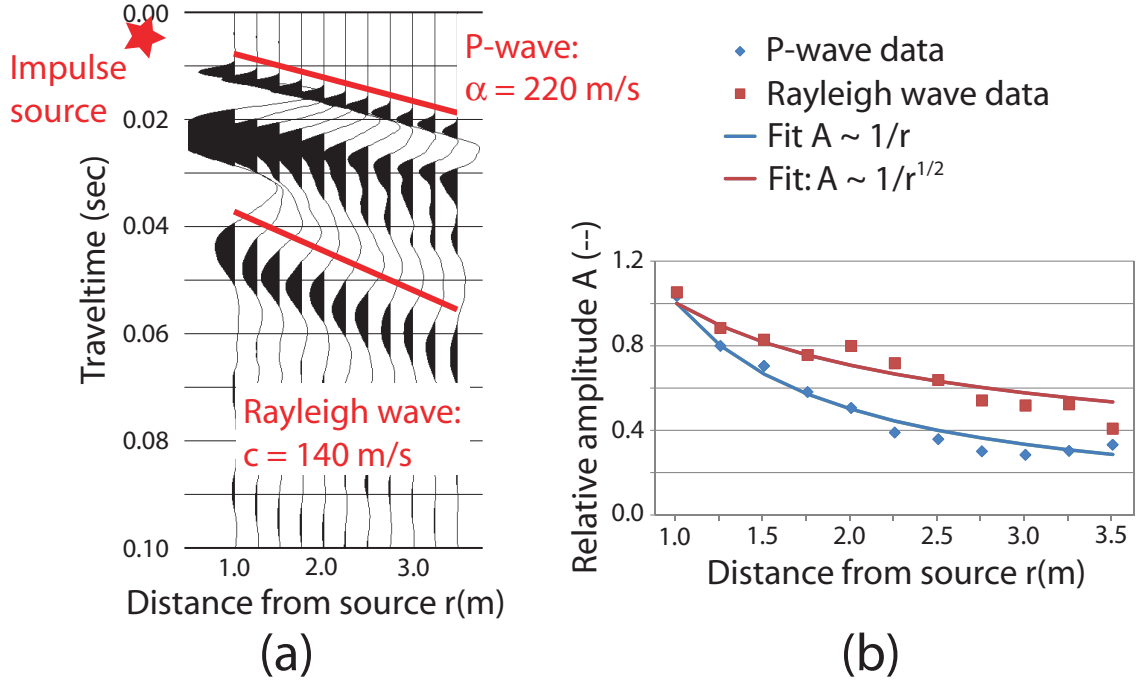 0.00
0.02
0.04
0.06
0.08
0.10
Traveltime (sec)
Impulse
source
P-wave:
α = 220 m/s
Rayleigh wave:
c = 140 m/s
1.0 2.0 3.0
Distance from source r(m)
(a)
P-wave data
Rayleigh wave data
Fit A ~ 1/r
Fit: A ~ 1/r^1/2
Relative amplitude A (--)
1.2
0.8
0.4
0.0
1.0 1.5 2.0 2.5 3.0 3.5
Distance from source r(m)
(b)